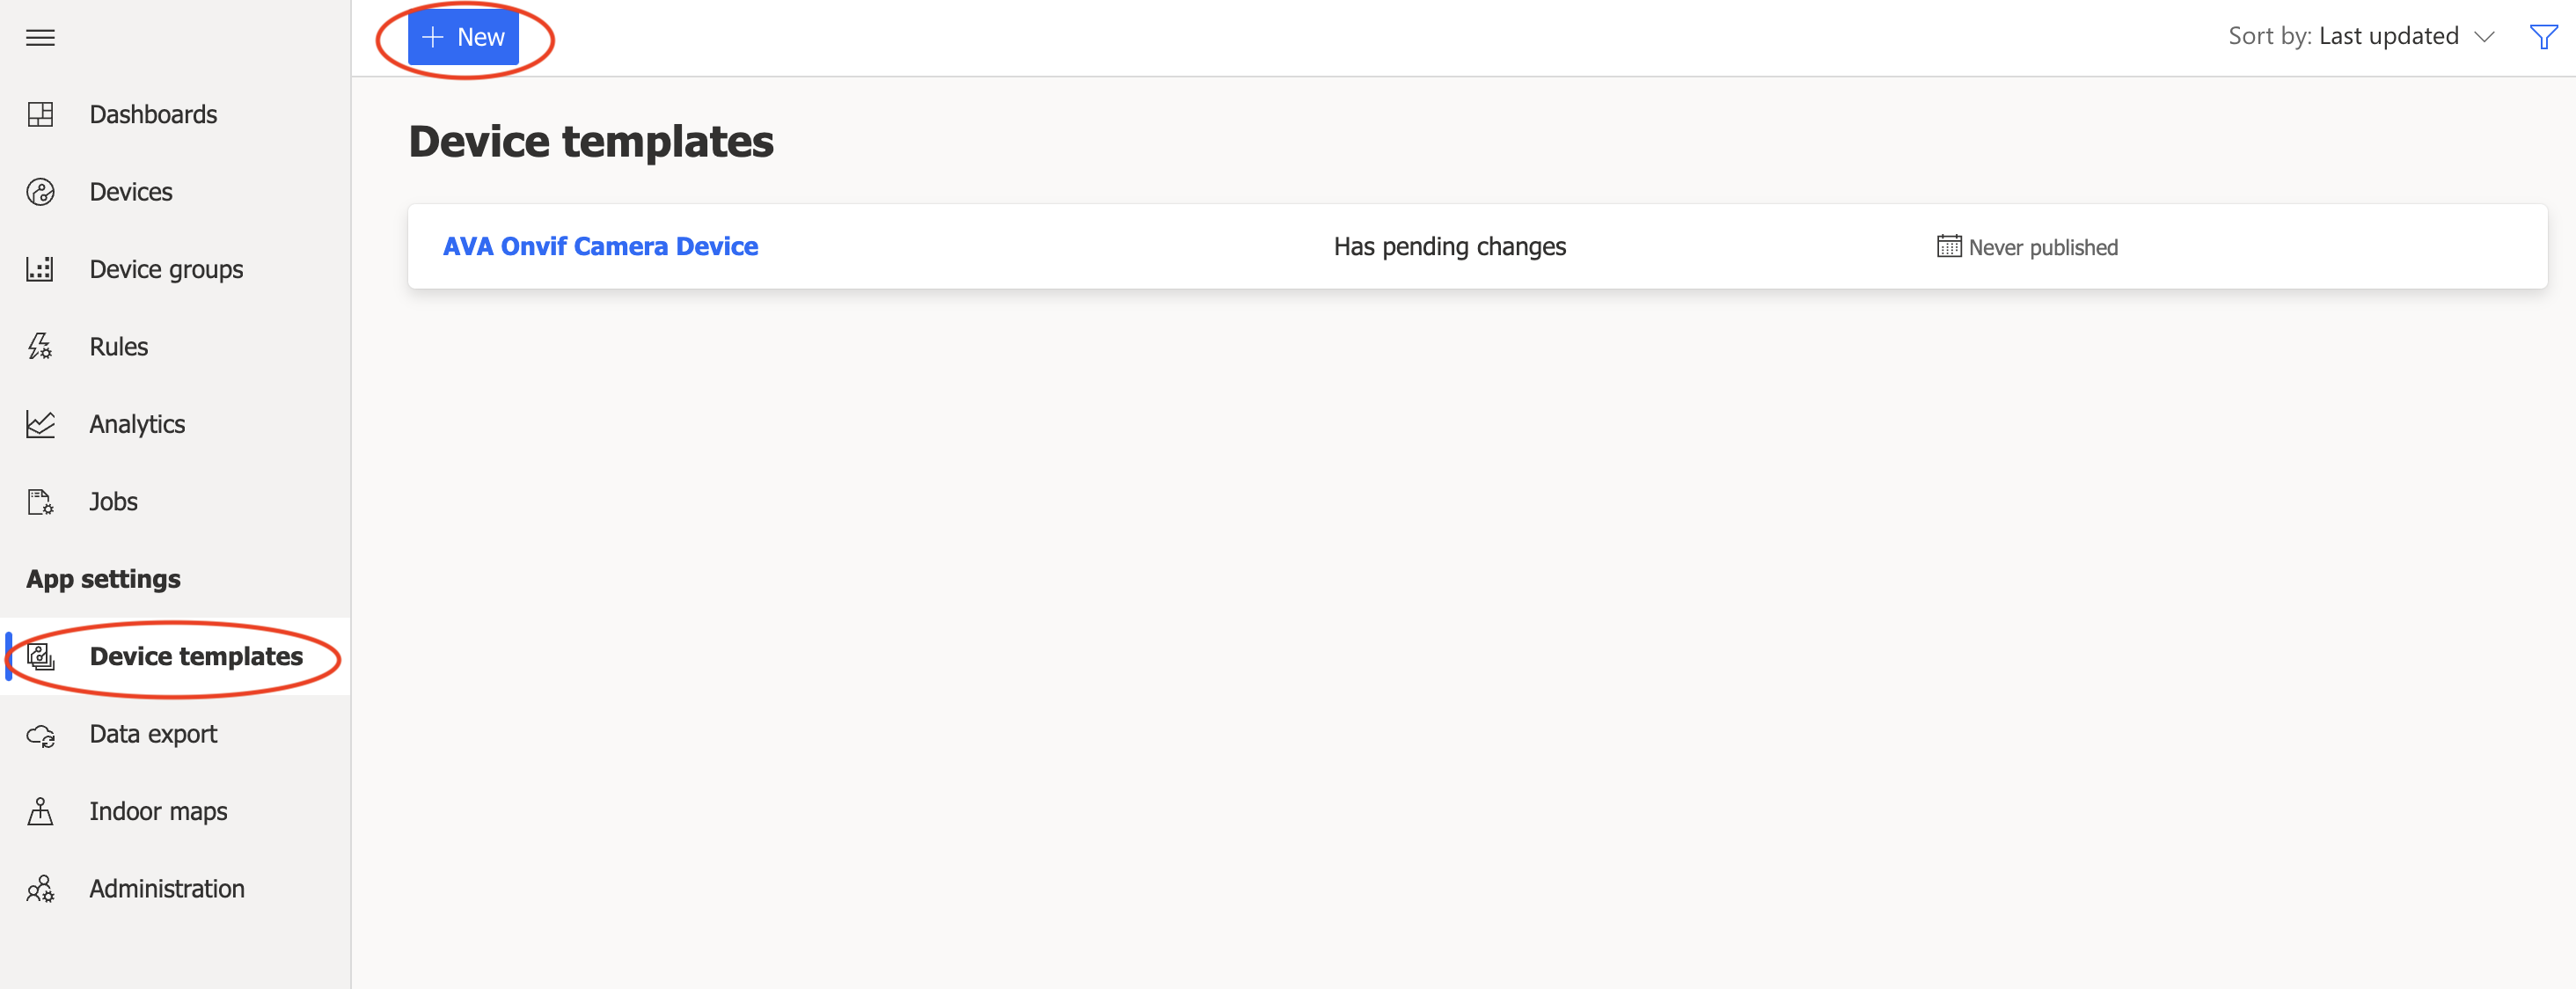 New
Sort by: Last updated
Dashboards
Devices
Device groups
Rules
Analytics
Jobs
App settings
Device templates
Data export
Indoor maps
Administration
Device templates
AVA Onvif Camera Device Has pending changes Never published